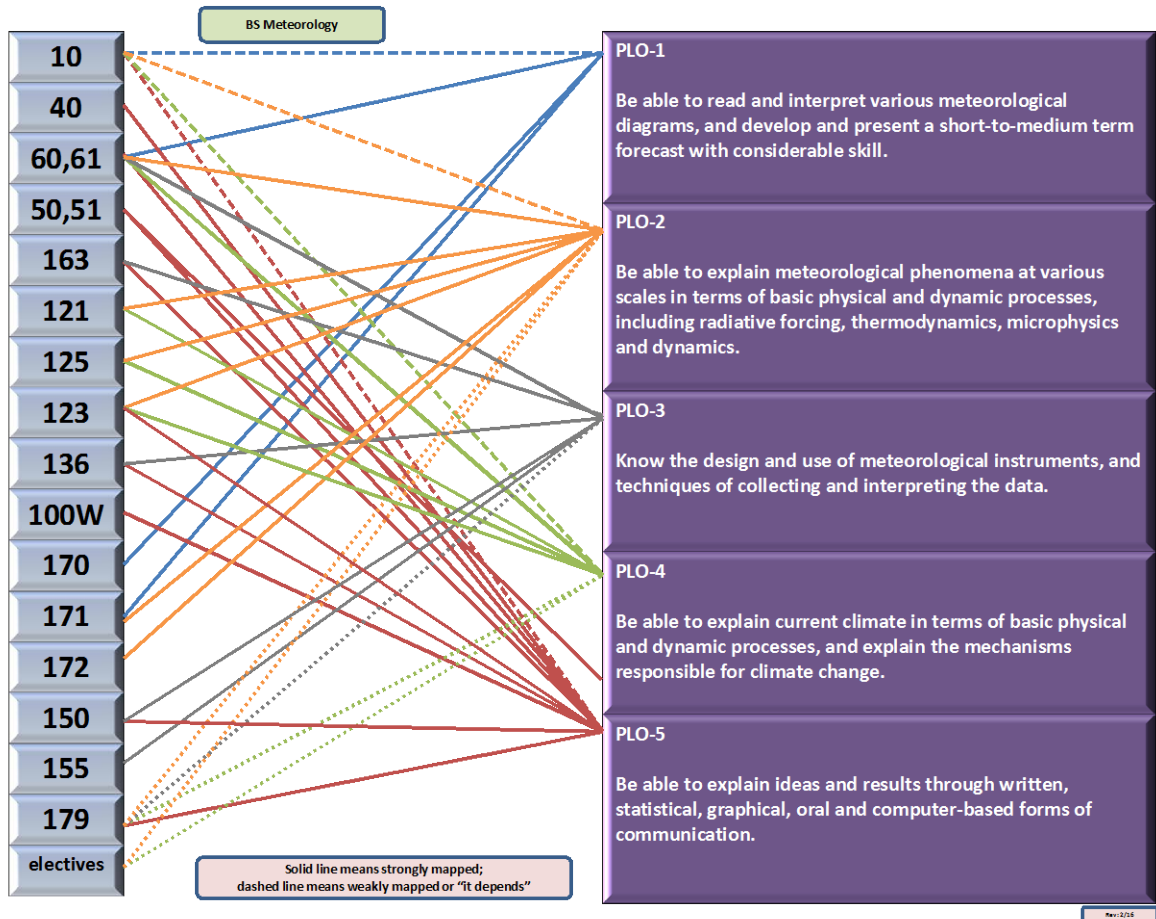 BS Meteorology
10
40
60,61
50,51
163
121
125
123
136
100W
170
171
172
150
155
179
electives
PLO-1
Be able to read and interpret various meteorological
diagrams, and develop and present a short-to-medium term
forecast with considerable skill.
PLO-2
Be able to explain meteorological phenomena at various
scales in terms of basic physical and dynamic processes,
including radiative forcing, thermodynamics, microphysics
and dynamics.
PLO-3
Know the design and use of meteorological instruments, and
techniques of collecting and interpreting the data.
PLO-4
Be able to explain current climate in terms of basic physical
and dynamic processes, and explain the mechanisms
responsible for climate change.
PLO-5
Be able to explain ideas and results through written,
statistical, graphical, oral and computer-based forms of
communication.
Solid line means strongly mapped;
dashed line means weakly mapped or “it depends”